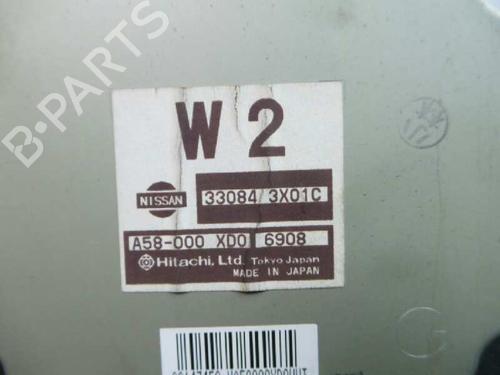 B-PARTS
W 2
NISSAN
33084 3X01C
A58-000 XD0 6908
Hitachi, Ltd. Tokyo Japan
MADE IN JAPAN
G